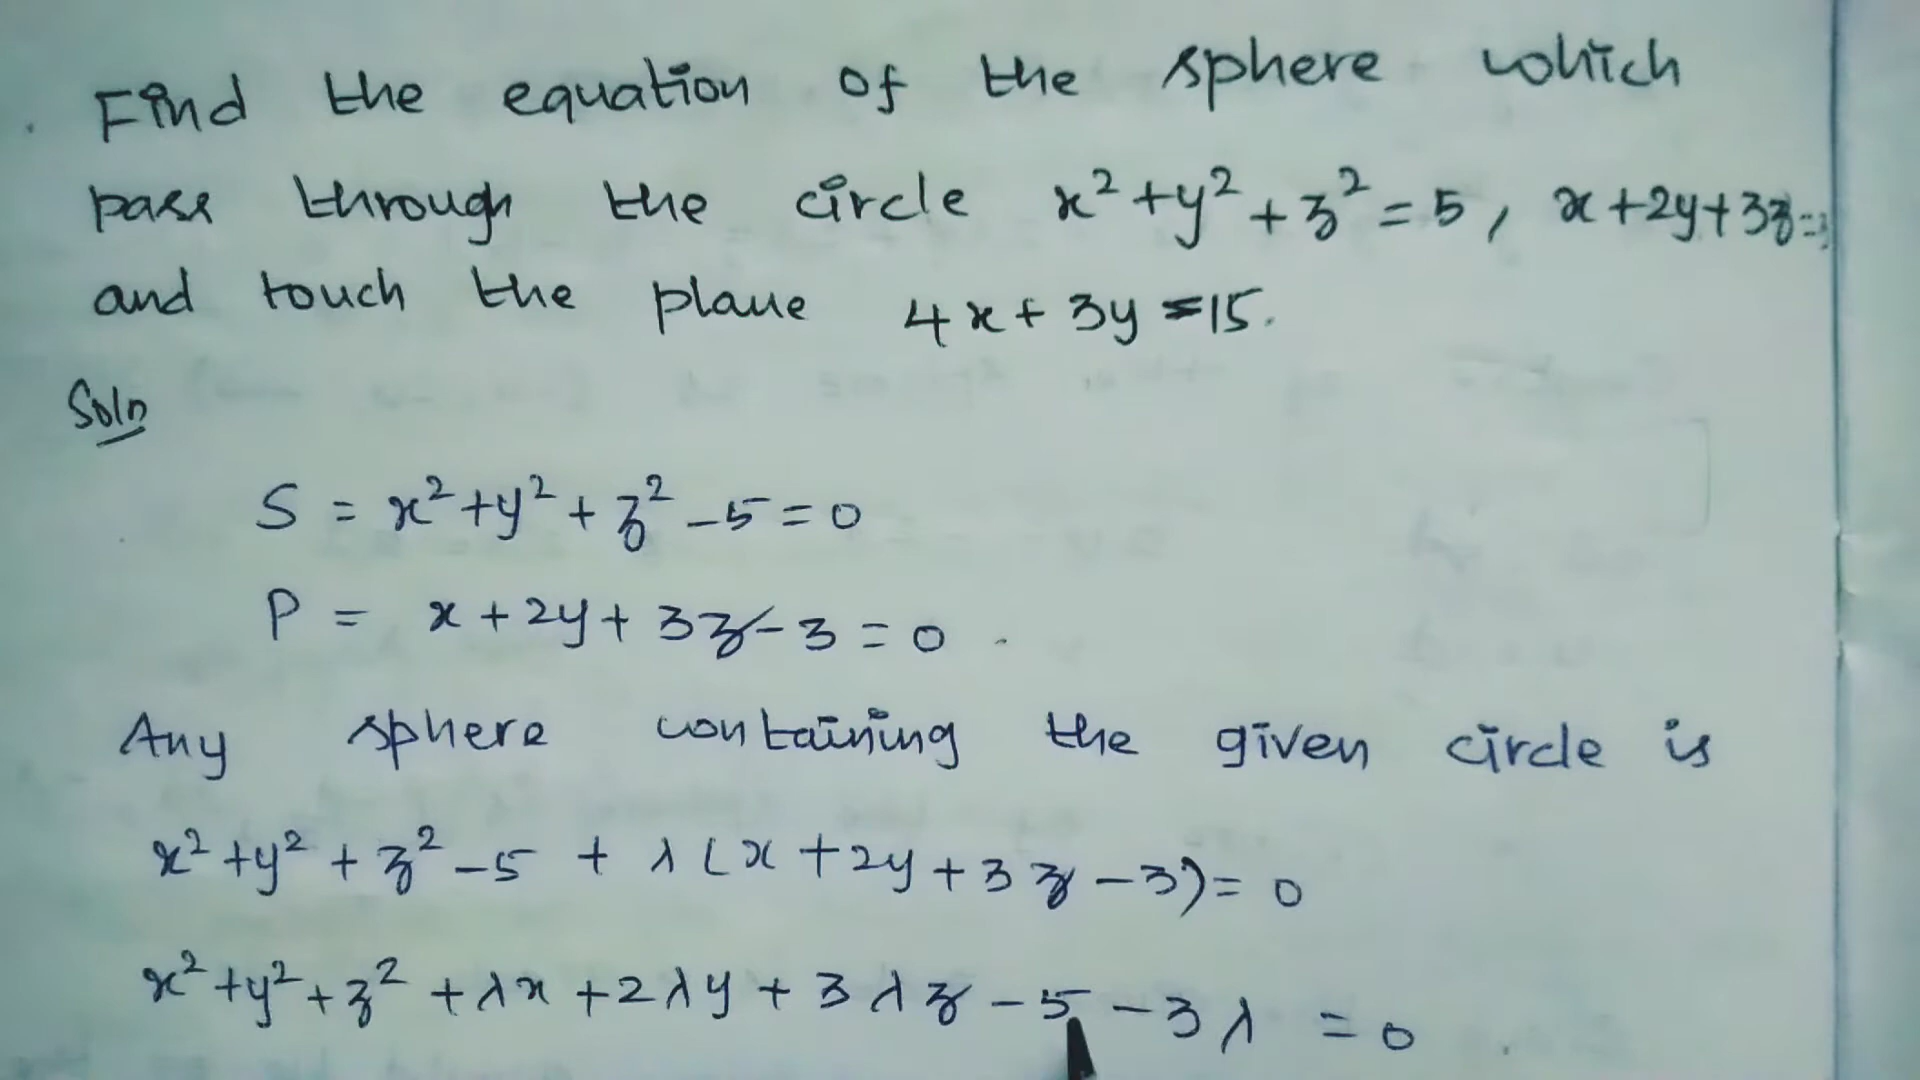 Find the equation of the sphere which
pass through the circle x² + y² + z² = 5, x + 2y + 3z =
and touch the plane 4x + 3y = 15.
Soln
S = x² + y² + z² - 5 = 0
P = x + 2y + 3z - 3 = 0
Any sphere containing the given circle is
x² + y² + z² - 5 + λ(x + 2y + 3z - 3) = 0
x² + y² + z² + λx + 2λy + 3λz - 5 - 3λ = 0